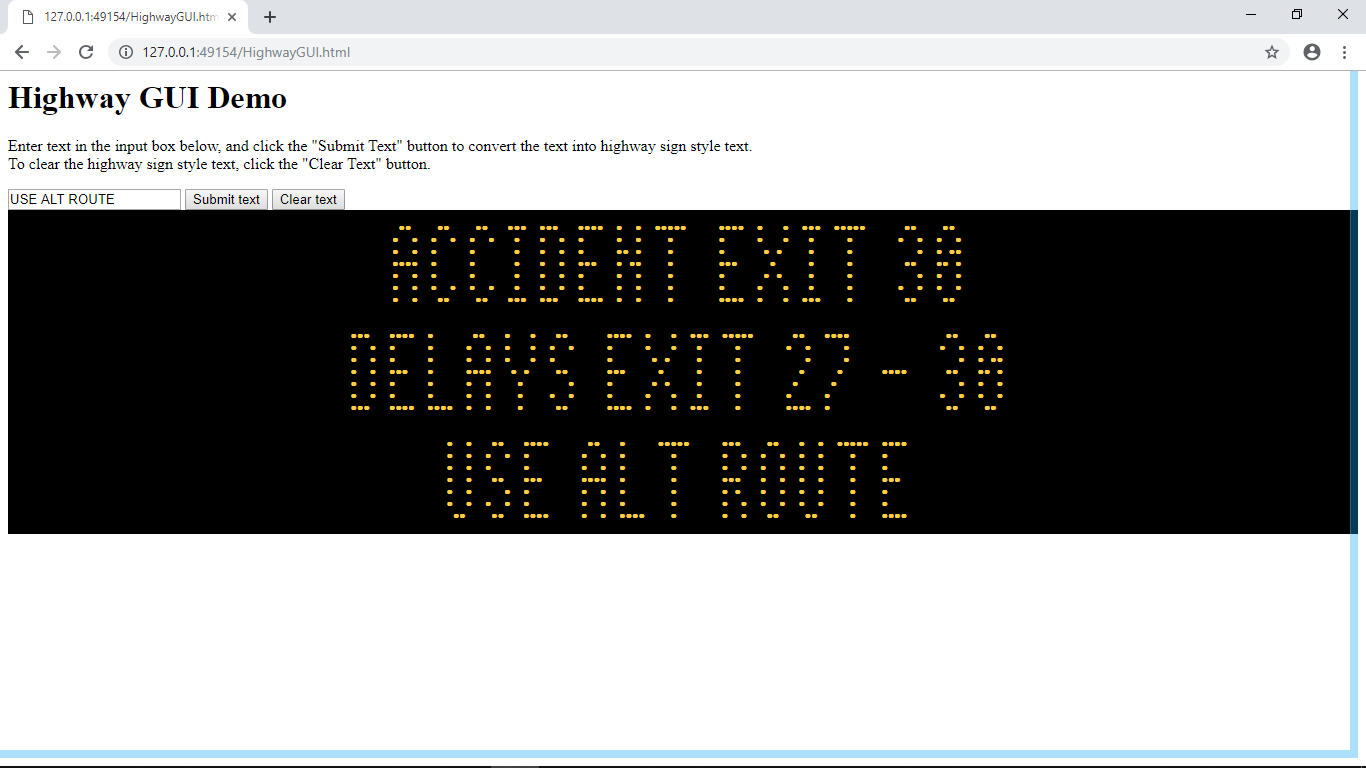 127.0.0.1:49154/HighwayGUI.htm
127.0.0.1:49154/HighwayGUI.html
Highway GUI Demo
Enter text in the input box below, and click the "Submit Text" button to convert the text into highway sign style text.
To clear the highway sign style text, click the "Clear Text" button.
USE ALT ROUTE Submit text Clear text
ACCIDENT EXIT 30
DELAYS EXIT 27 - 30
USE ALT ROUTE